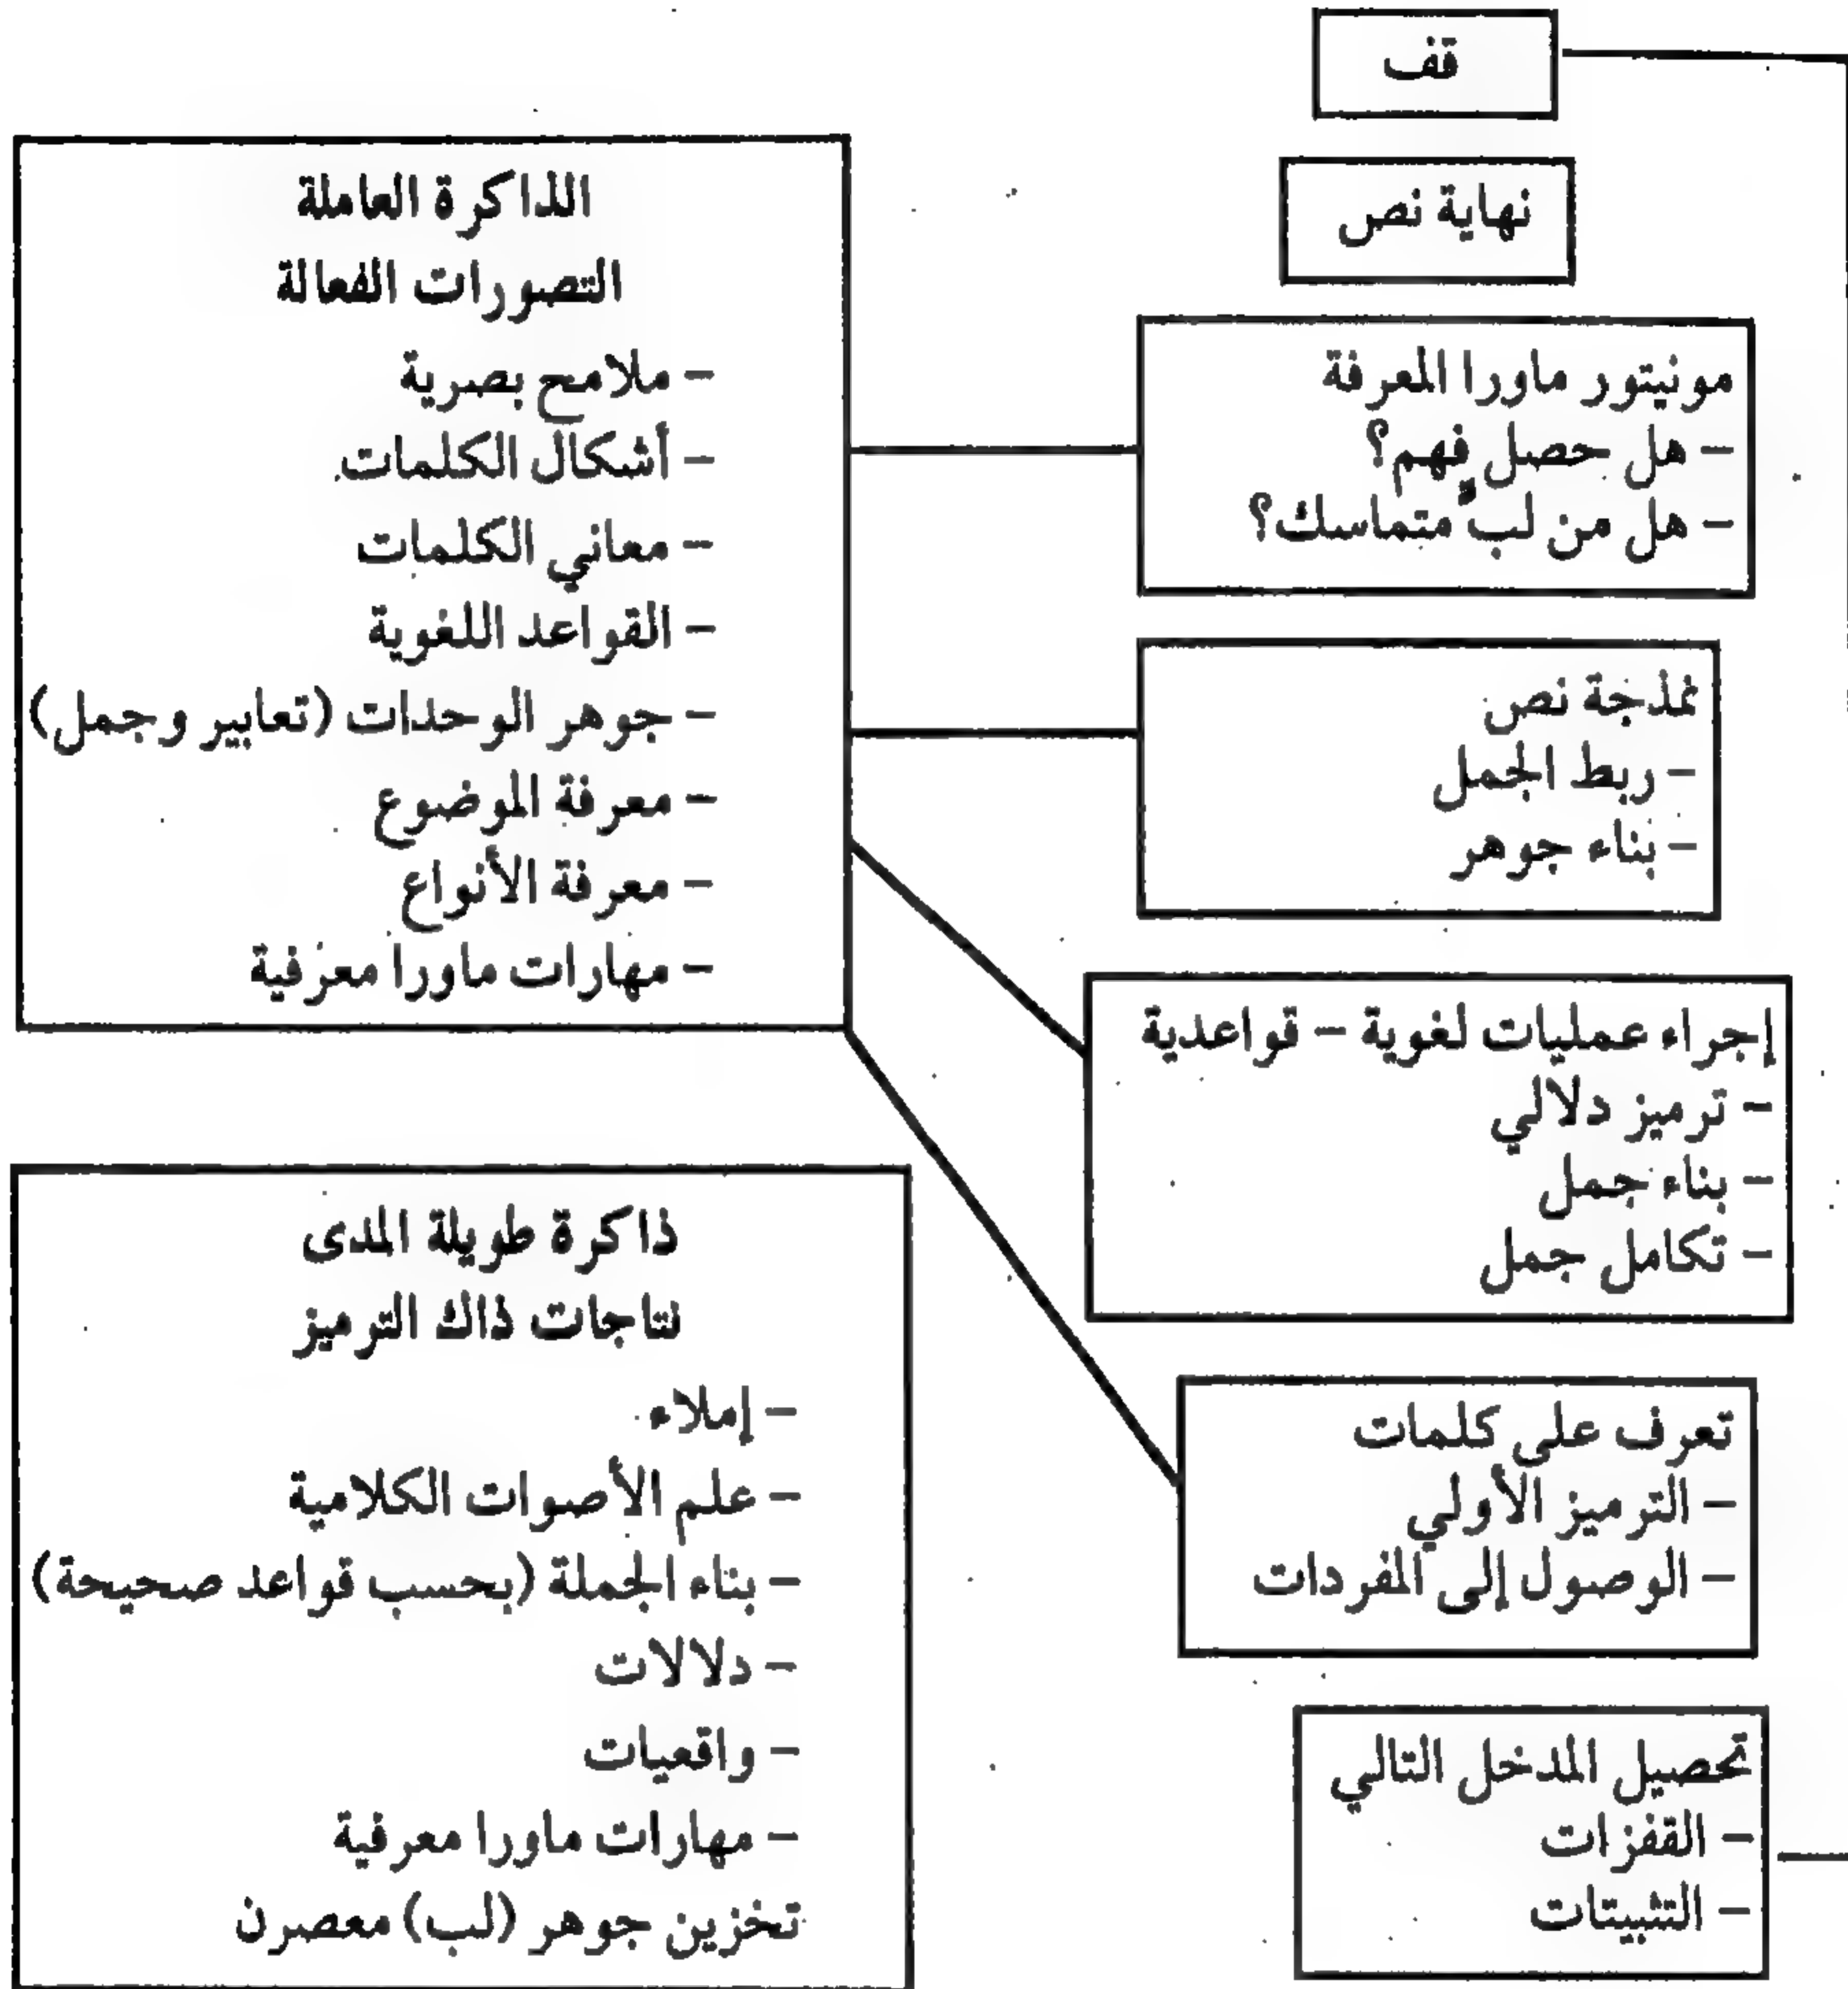 قف
نهاية نص
مونيتور ماورا المعرفة
– هل حصل فهم؟
– هل من لب متماسك؟
نمذجة نص
– ربط الجمل
– بناء جوهر
إجراء عمليات لغوية – قواعدية
– ترميز دلالي
– بناء جمل
– تكامل جمل
تعرف على كلمات
– الترميز الأولي
– الوصول إلى المفردات
تحصيل المدخل التالي
– القفزات
– التثبيتات
الذاكرة العاملة
التصورات الفعالة
– ملامح بصرية
– أشكال الكلمات
– معاني الكلمات
– القواعد اللغوية
– جوهر الوحدات (تعابير وجمل)
– معرفة الموضوع
– معرفة الأنواع
– مهارات ماورا معرفية
ذاكرة طويلة المدى
نتاجات ذاك الترميز
– إملاء
– علم الأصوات الكلامية
– بناء الجملة (بحسب قواعد صحيحة)
– دلالات
– واقعيات
– مهارات ماورا معرفية
تخزين جوهر (لب) معصرن